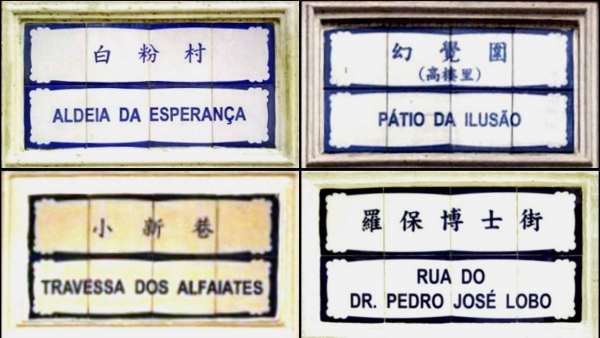 白粉村
ALDEIA DA ESPERANÇA
幻覺圍
(高樓里)
PÁTIO DA ILUSÃO
小新巷
TRAVESSA DOS ALFAIATES
羅保博士街
RUA DO
DR. PEDRO JOSÉ LOBO